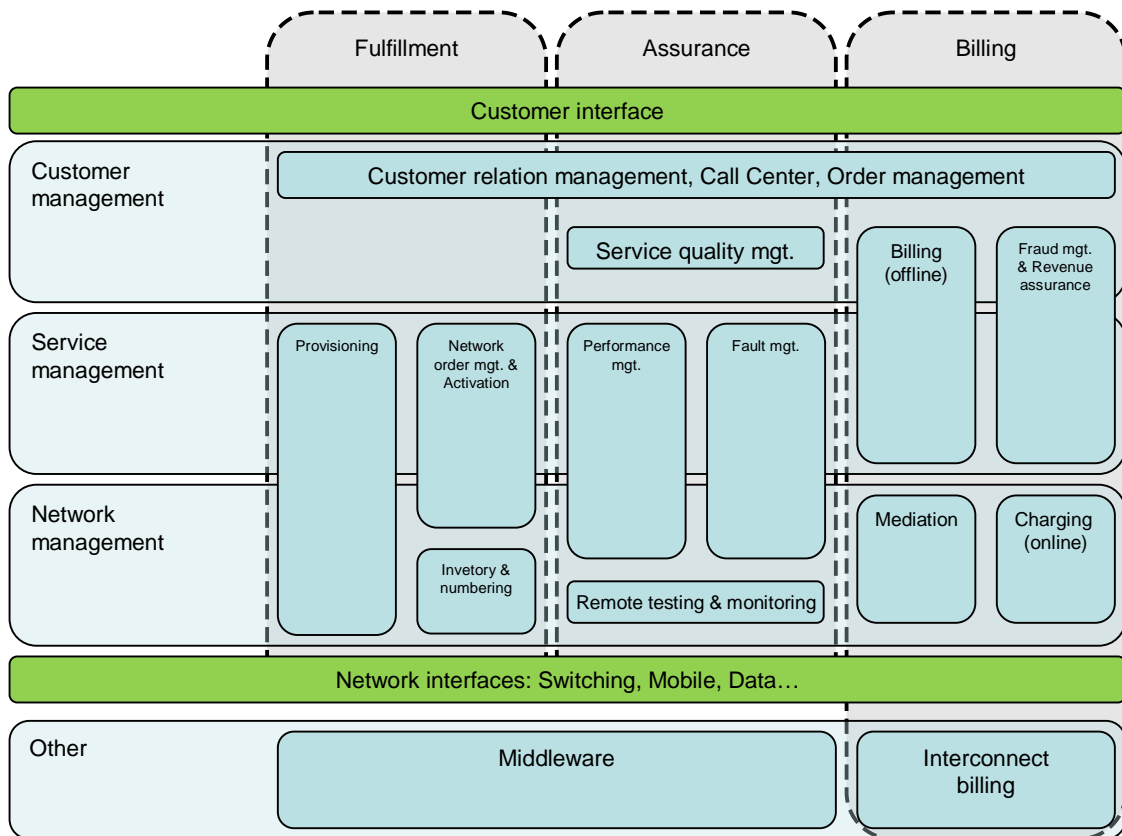 Fulfillment
Assurance
Billing
Customer interface
Customer
management
Customer relation management, Call Center, Order management
Service quality mgt.
Billing
(offline)
Fraud mgt.
& Revenue
assurance
Service
management
Provisioning
Network
order mgt. &
Activation
Performance
mgt.
Fault mgt.
Network
management
Invetory &
numbering
Remote testing & monitoring
Mediation
Charging
(online)
Network interfaces: Switching, Mobile, Data…
Other
Middleware
Interconnect
billing